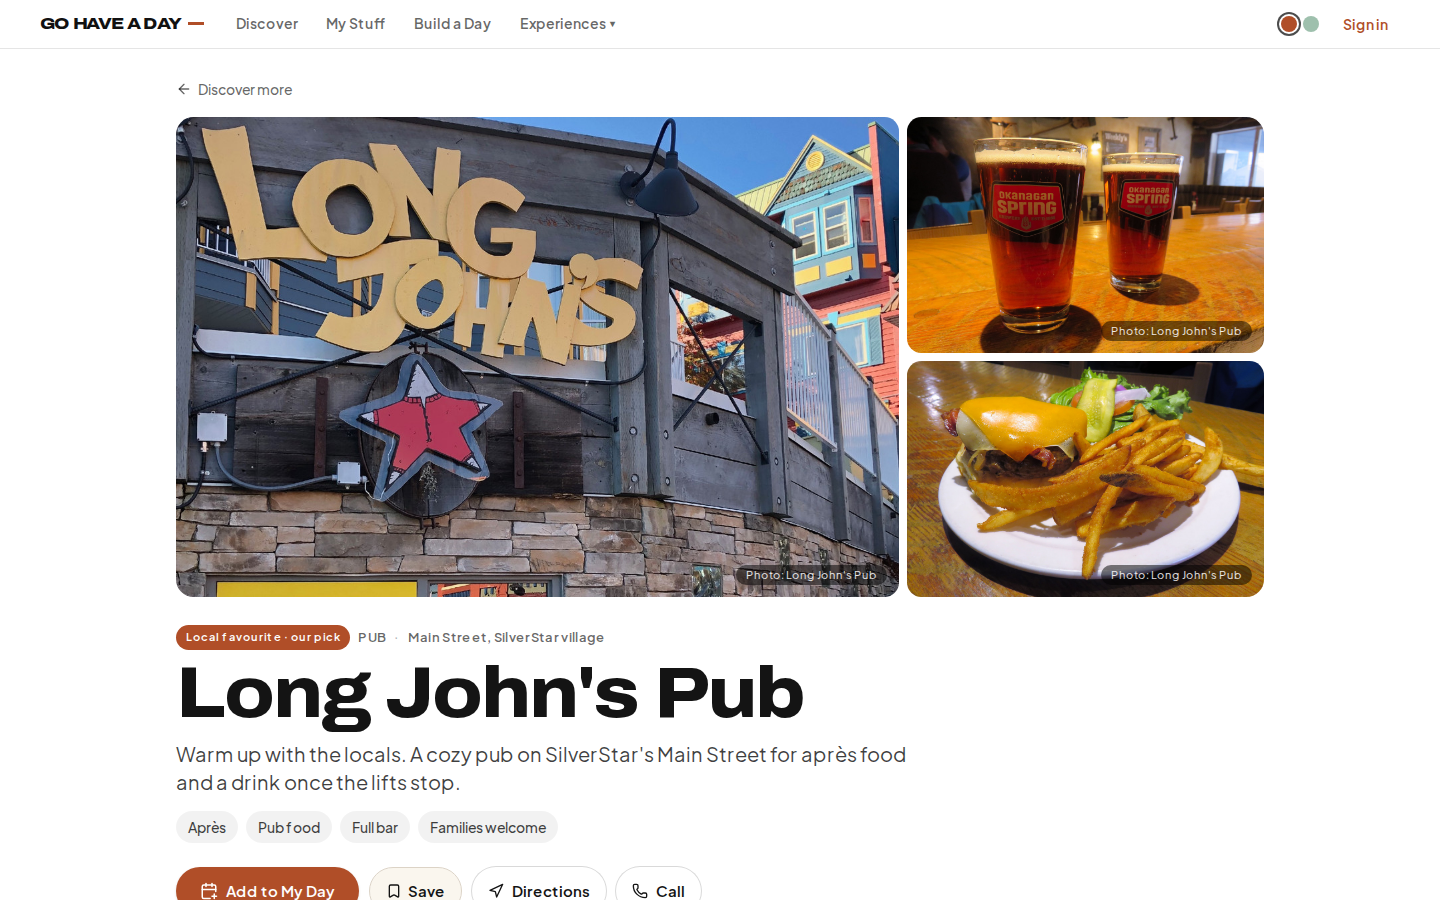 GO HAVE A DAY
Discover
My Stuff
Build a Day
Experiences ▾
Sign in
← Discover more
LONG
JOHN'S
OKANAGAN
SPRING
OKANAGAN
SPRING
Photo: Long John's Pub
Photo: Long John's Pub
Photo: Long John's Pub
Local favourite · our pick
PUB · Main Street, SilverStar village
Long John's Pub
Warm up with the locals. A cozy pub on SilverStar's Main Street for après food
and a drink once the lifts stop.
Après
Pub food
Full bar
Families welcome
Add to My Day
Save
Directions
Call